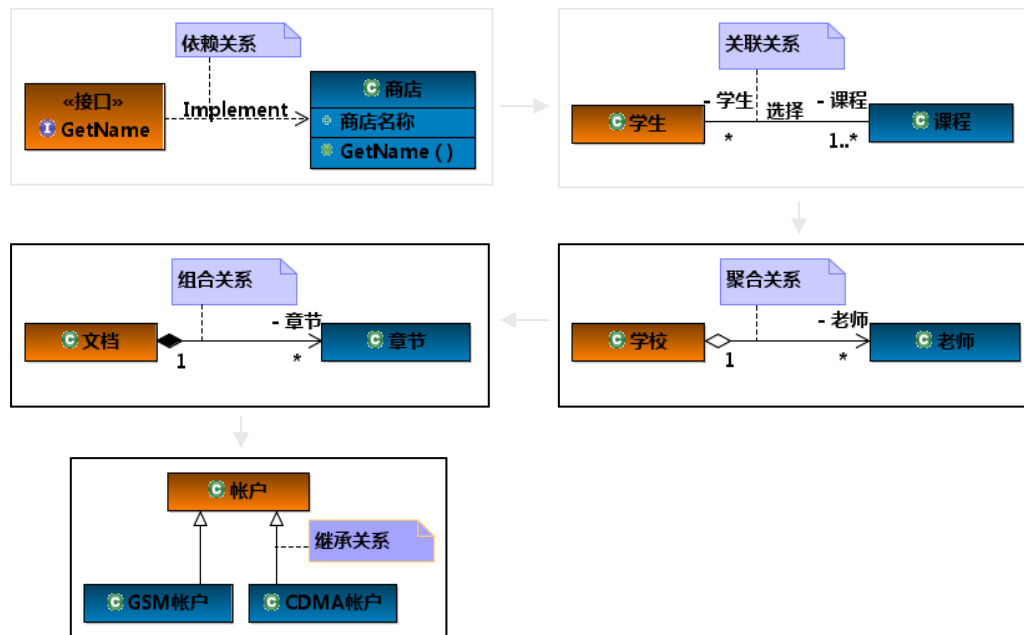 依赖关系
«接口»
GetName
Implement
商店
商店名称
GetName ( )
关联关系
学生
- 学生
选择
- 课程
课程
*
1..*
组合关系
文档
- 章节
章节
1
*
聚合关系
学校
- 老师
老师
1
*
帐户
继承关系
GSM帐户
CDMA帐户